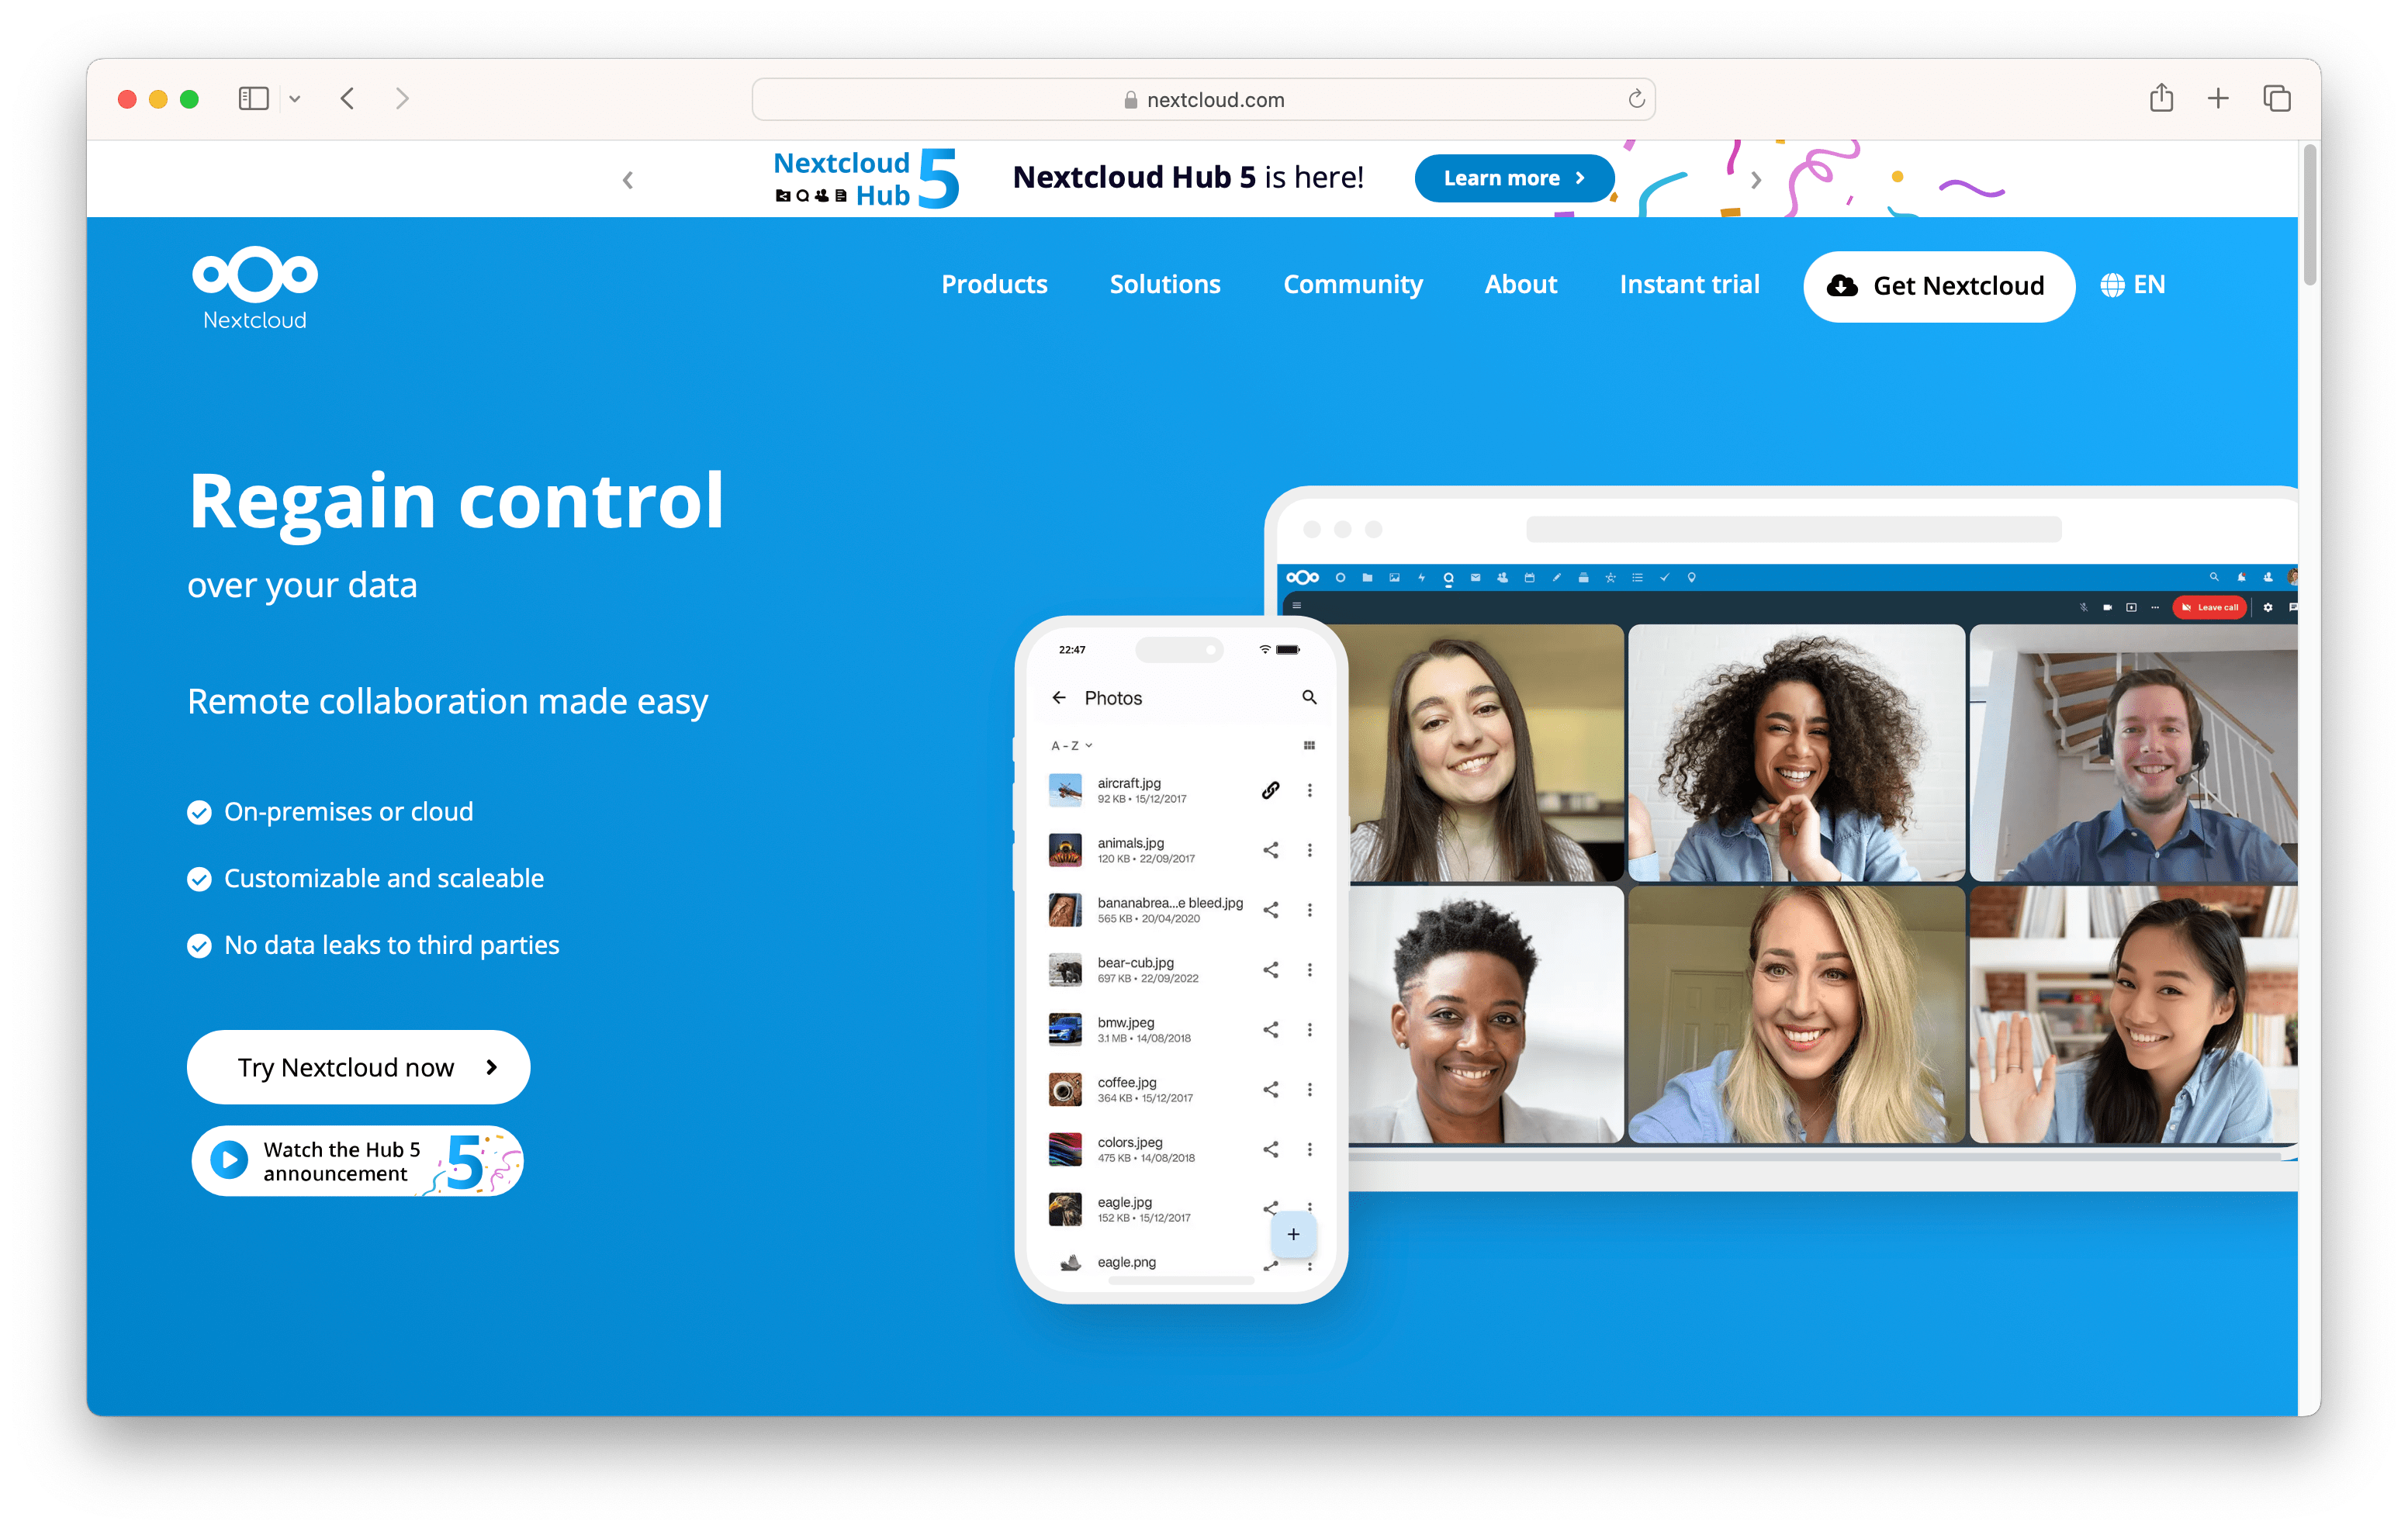 nextcloud.com
Nextcloud
Hub 5
Nextcloud Hub 5 is here!
Learn more
Nextcloud
Products
Solutions
Community
About
Instant trial
Get Nextcloud
EN
Regain control
over your data
Remote collaboration made easy
On-premises or cloud
Customizable and scaleable
No data leaks to third parties
Try Nextcloud now
Watch the Hub 5
announcement
5
22:47
Photos
A - Z
aircraft.jpg
92 KB • 15/12/2017
animals.jpg
120 KB • 22/09/2017
bananabrea...e bleed.jpg
565 KB • 20/04/2020
bear-cub.jpg
697 KB • 22/09/2022
bmw.jpeg
3.1 MB • 14/08/2018
coffee.jpg
364 KB • 15/12/2017
colors.jpeg
475 KB • 14/08/2018
eagle.jpg
152 KB • 15/12/2017
eagle.png
Leave call